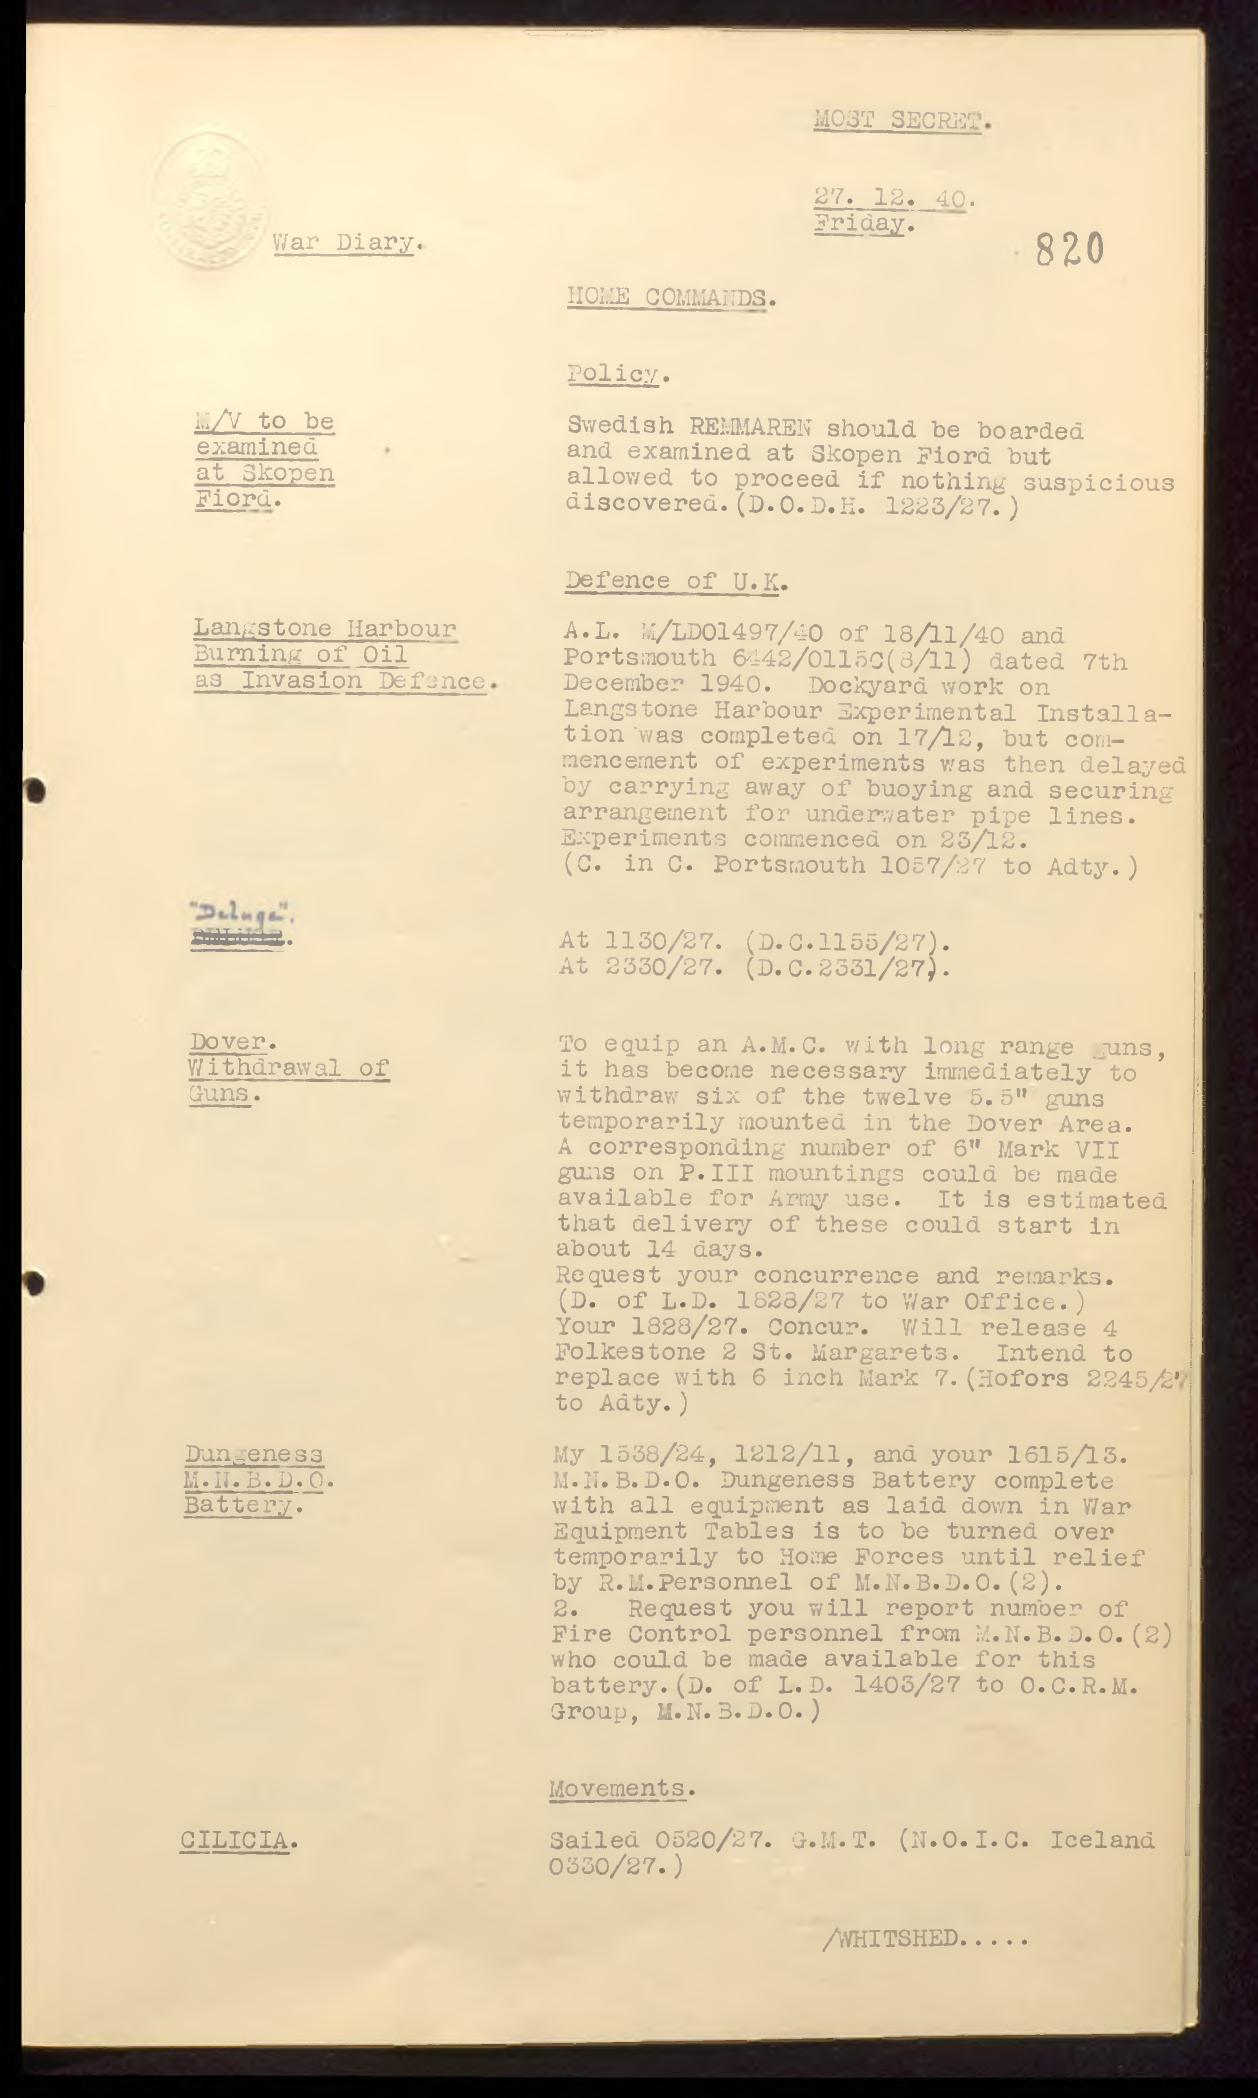 MOST SECRET.
27. 12. 40.
Friday.
820
War Diary.
HOME COMMANDS.
Policy.
M/V to be
examined
at Skopen
Fiord.
Swedish REMMAREN should be boarded
and examined at Skopen Fiord but
allowed to proceed if nothing suspicious
discovered.(D.O.D.H. 1223/27.)
Defence of U.K.
Langstone Harbour
Burning of Oil
as Invasion Defence.
A.L. M/LD01497/40 of 18/11/40 and
Portsmouth 6442/0115C(8/11) dated 7th
December 1940. Dockyard work on
Langstone Harbour Experimental Installa-
tion was completed on 17/12, but com-
mencement of experiments was then delayed
by carrying away of buoying and securing
arrangement for underwater pipe lines.
Experiments commenced on 23/12.
(C. in C. Portsmouth 1057/27 to Adty.)
"Deluge".
At 1130/27. (D.C.1155/27).
At 2330/27. (D.C.2331/27).
Dover.
Withdrawal of
Guns.
To equip an A.M.C. with long range guns,
it has become necessary immediately to
withdraw six of the twelve 5.5" guns
temporarily mounted in the Dover Area.
A corresponding number of 6" Mark VII
guns on P.III mountings could be made
available for Army use. It is estimated
that delivery of these could start in
about 14 days.
Request your concurrence and remarks.
(D. of L.D. 1828/27 to War Office.)
Your 1828/27. Concur. Will release 4
Folkestone 2 St. Margarets. Intend to
replace with 6 inch Mark 7.(Hofors 2245/27
to Adty.)
Dungeness
M.N.B.D.O.
Battery.
My 1538/24, 1212/11, and your 1615/13.
M.N.B.D.O. Dungeness Battery complete
with all equipment as laid down in War
Equipment Tables is to be turned over
temporarily to Home Forces until relief
by R.M.Personnel of M.N.B.D.O.(2).
2. Request you will report number of
Fire Control personnel from M.N.B.D.O.(2)
who could be made available for this
battery.(D. of L.D. 1403/27 to O.C.R.M.
Group, M.N.B.D.O.)
Movements.
CILICIA.
Sailed 0520/27. G.M.T. (N.O.I.C. Iceland
0330/27.)
/WHITSHED.....